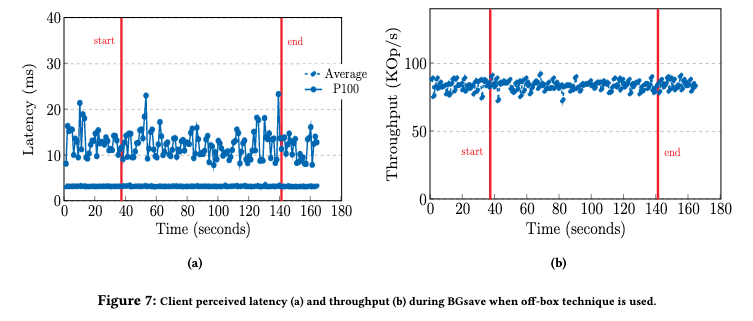 40
30
20
10
0
Latency (ms)
start
end
Average
P100
0 20 40 60 80 100 120 140 160 180
Time (seconds)
(a)
100
50
0
Throughput (KOp/s)
start
end
0 20 40 60 80 100 120 140 160 180
Time (seconds)
(b)
Figure 7: Client perceived latency (a) and throughput (b) during BGsave when off-box technique is used.